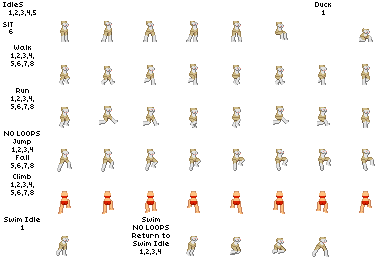 IdleS
1,2,3,4,5
Duck
1
SIT
6
Walk
1,2,3,4,
5,6,7,8
Run
1,2,3,4,
5,6,7,8
NO LOOPS
Jump
1,2,3,4
Fall
5,6,7,8
Climb
1,2,3,4,
5,6,7,8
Swim Idle
1
Swim
NO LOOPS
Return to
Swim Idle
1,2,3,4